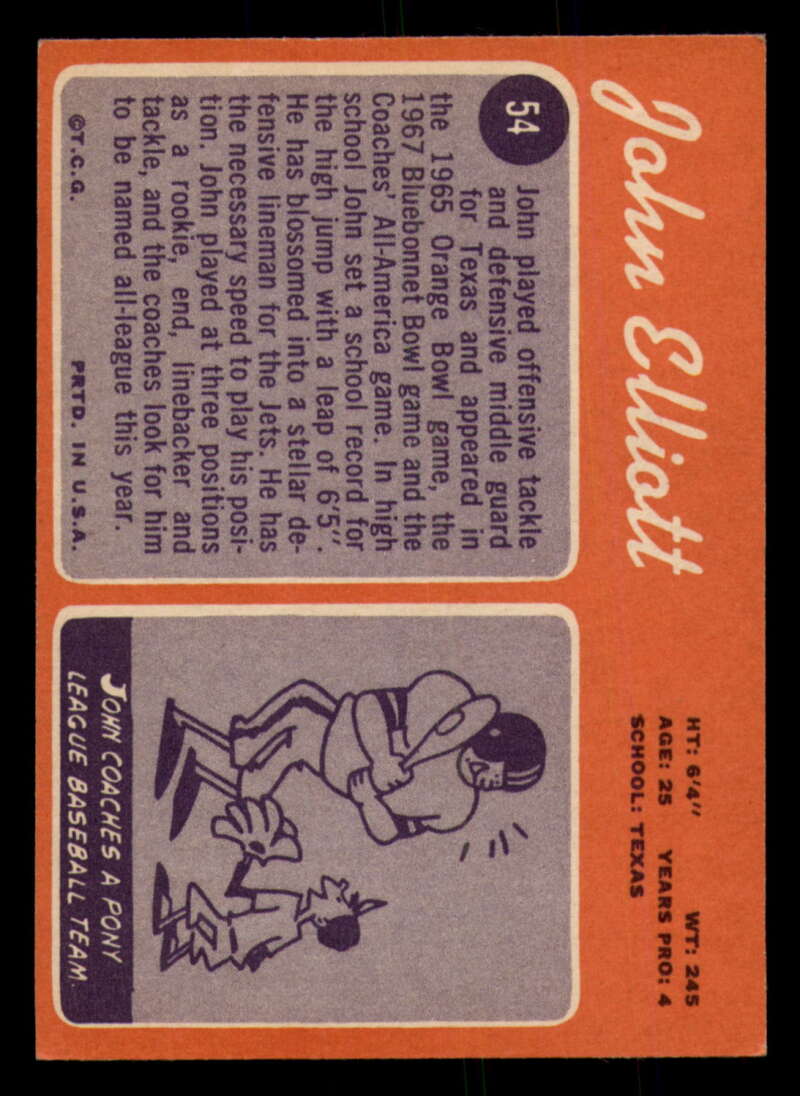 John Elliott
HT: 6'4" WT: 245
AGE: 25 YEARS PRO: 4
SCHOOL: TEXAS
54
John played offensive tackle
and defensive middle guard
for Texas and appeared in
the 1965 Orange Bowl game, the
1967 Bluebonnet Bowl game and the
Coaches' All-America game. In high
school John set a school record for
the high jump with a leap of 6'5".
He has blossomed into a stellar de-
fensive lineman for the Jets. He has
the necessary speed to play his posi-
tion. John played at three positions
as a rookie, end, linebacker and
tackle, and the coaches look for him
to be named all-league this year.
©T.C.G. PRTD. IN U.S.A.
JOHN COACHES A PONY
LEAGUE BASEBALL TEAM.